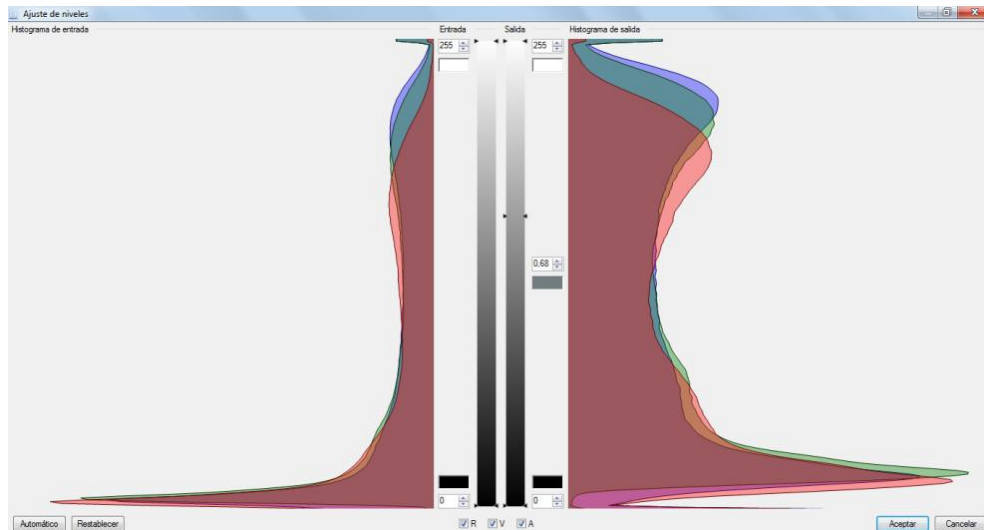 Ajuste de niveles
Histograma de entrada
Entrada
Salida
Histograma de salida
255
255
0,68
0
0
Automático
Restablecer
R
V
A
Aceptar
Cancelar